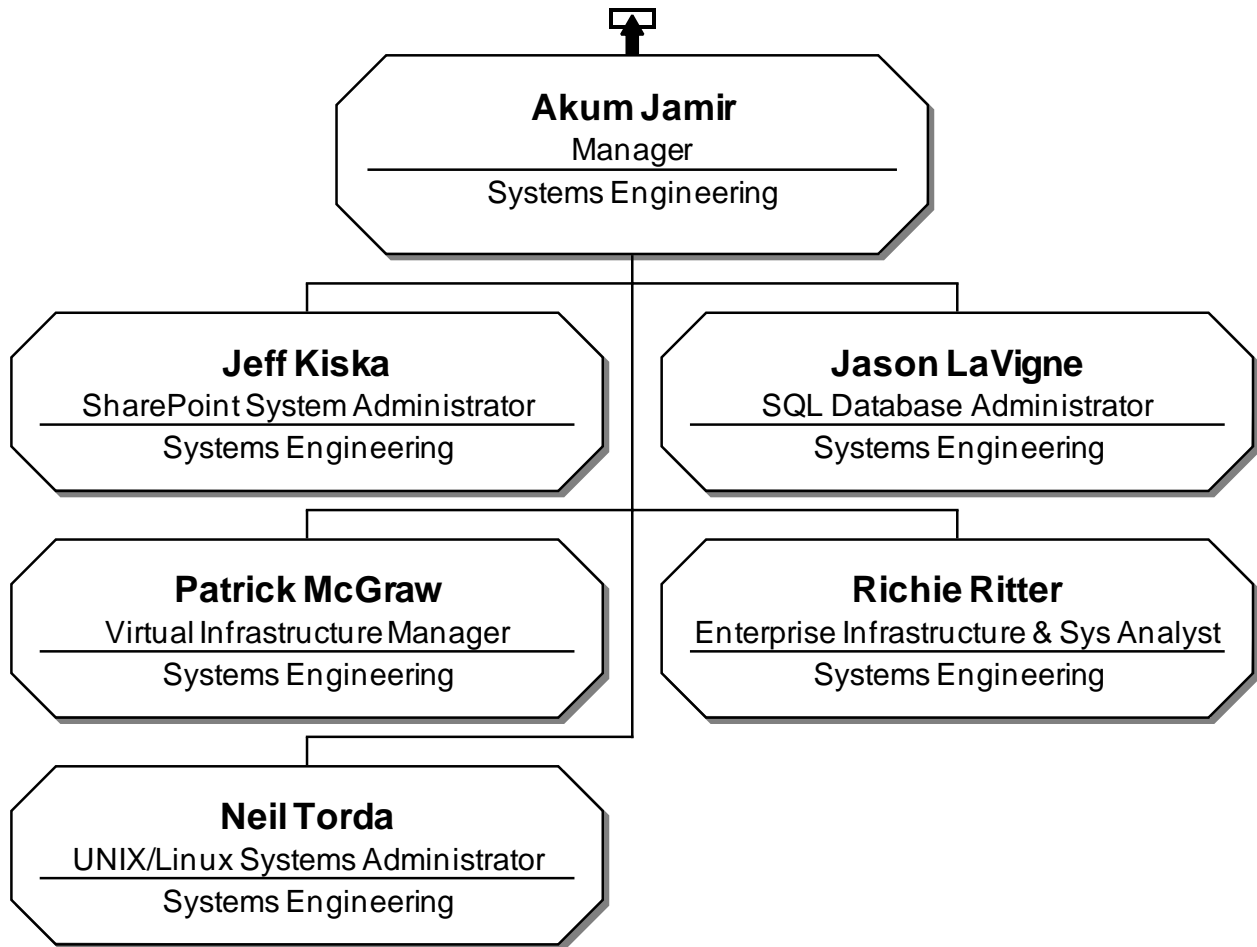 Akum Jamir
Manager
Systems Engineering
Jeff Kiska
SharePoint System Administrator
Systems Engineering
Jason LaVigne
SQL Database Administrator
Systems Engineering
Patrick McGraw
Virtual Infrastructure Manager
Systems Engineering
Richie Ritter
Enterprise Infrastructure & Sys Analyst
Systems Engineering
Neil Torda
UNIX/Linux Systems Administrator
Systems Engineering